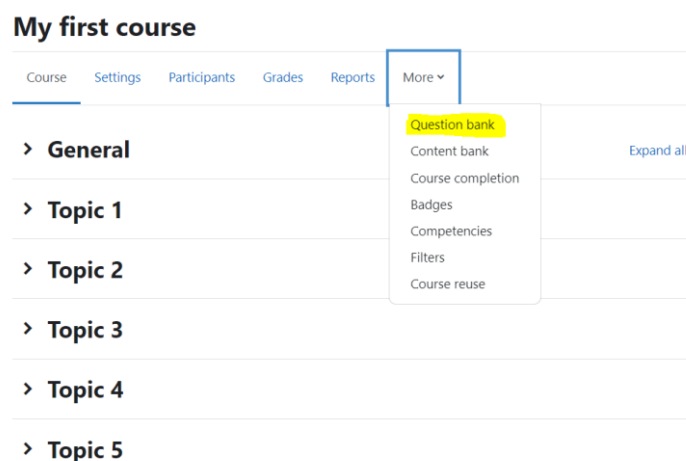 My first course
Course Settings Participants Grades Reports More
Question bank
General
Content bank
Expand all
Course completion
Topic 1
Badges
Competencies
Filters
Topic 2
Course reuse
Topic 3
Topic 4
Topic 5